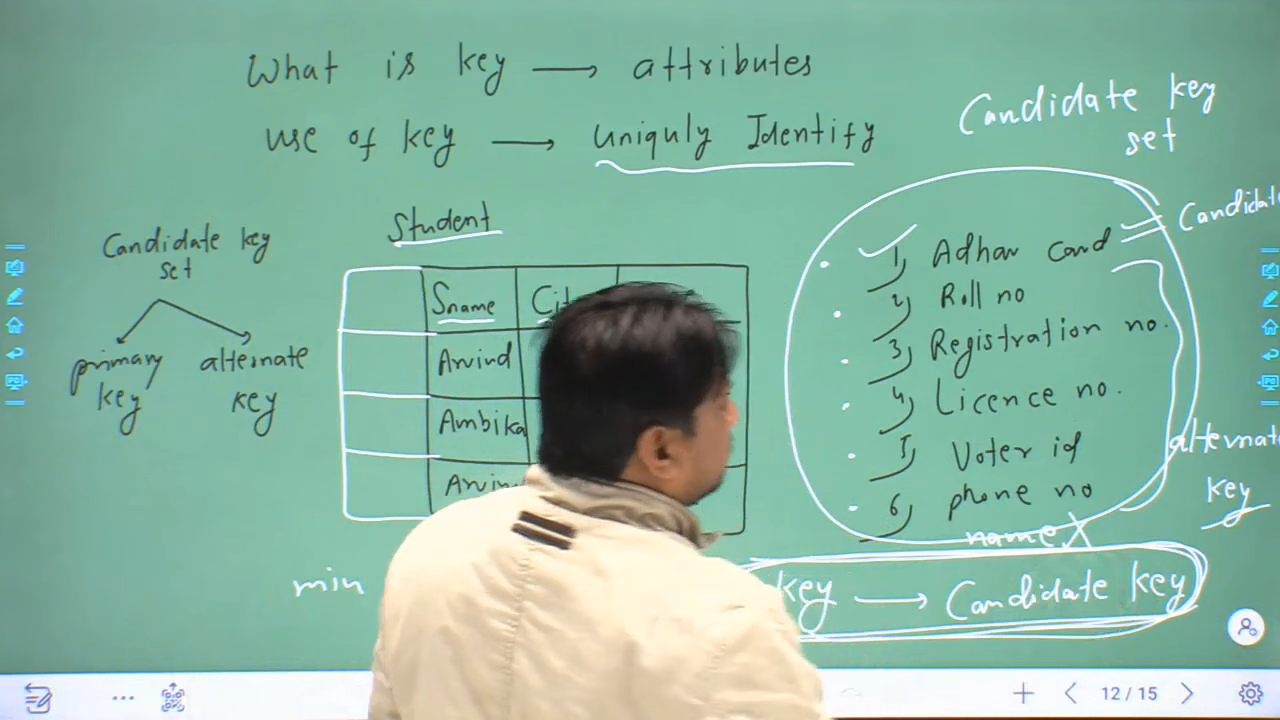 What is key → attributes
use of key → uniquly Identify
Candidate key
set
Student
Candidate key
set
primary
key
alternate
key
Sname
Arvind
Ambika
1) Adhar card
2) Roll no
3) Registration no.
4) Licence no.
5) Voter id
6) phone no
name X
alternate
key
min
key → Candidate key
12/15